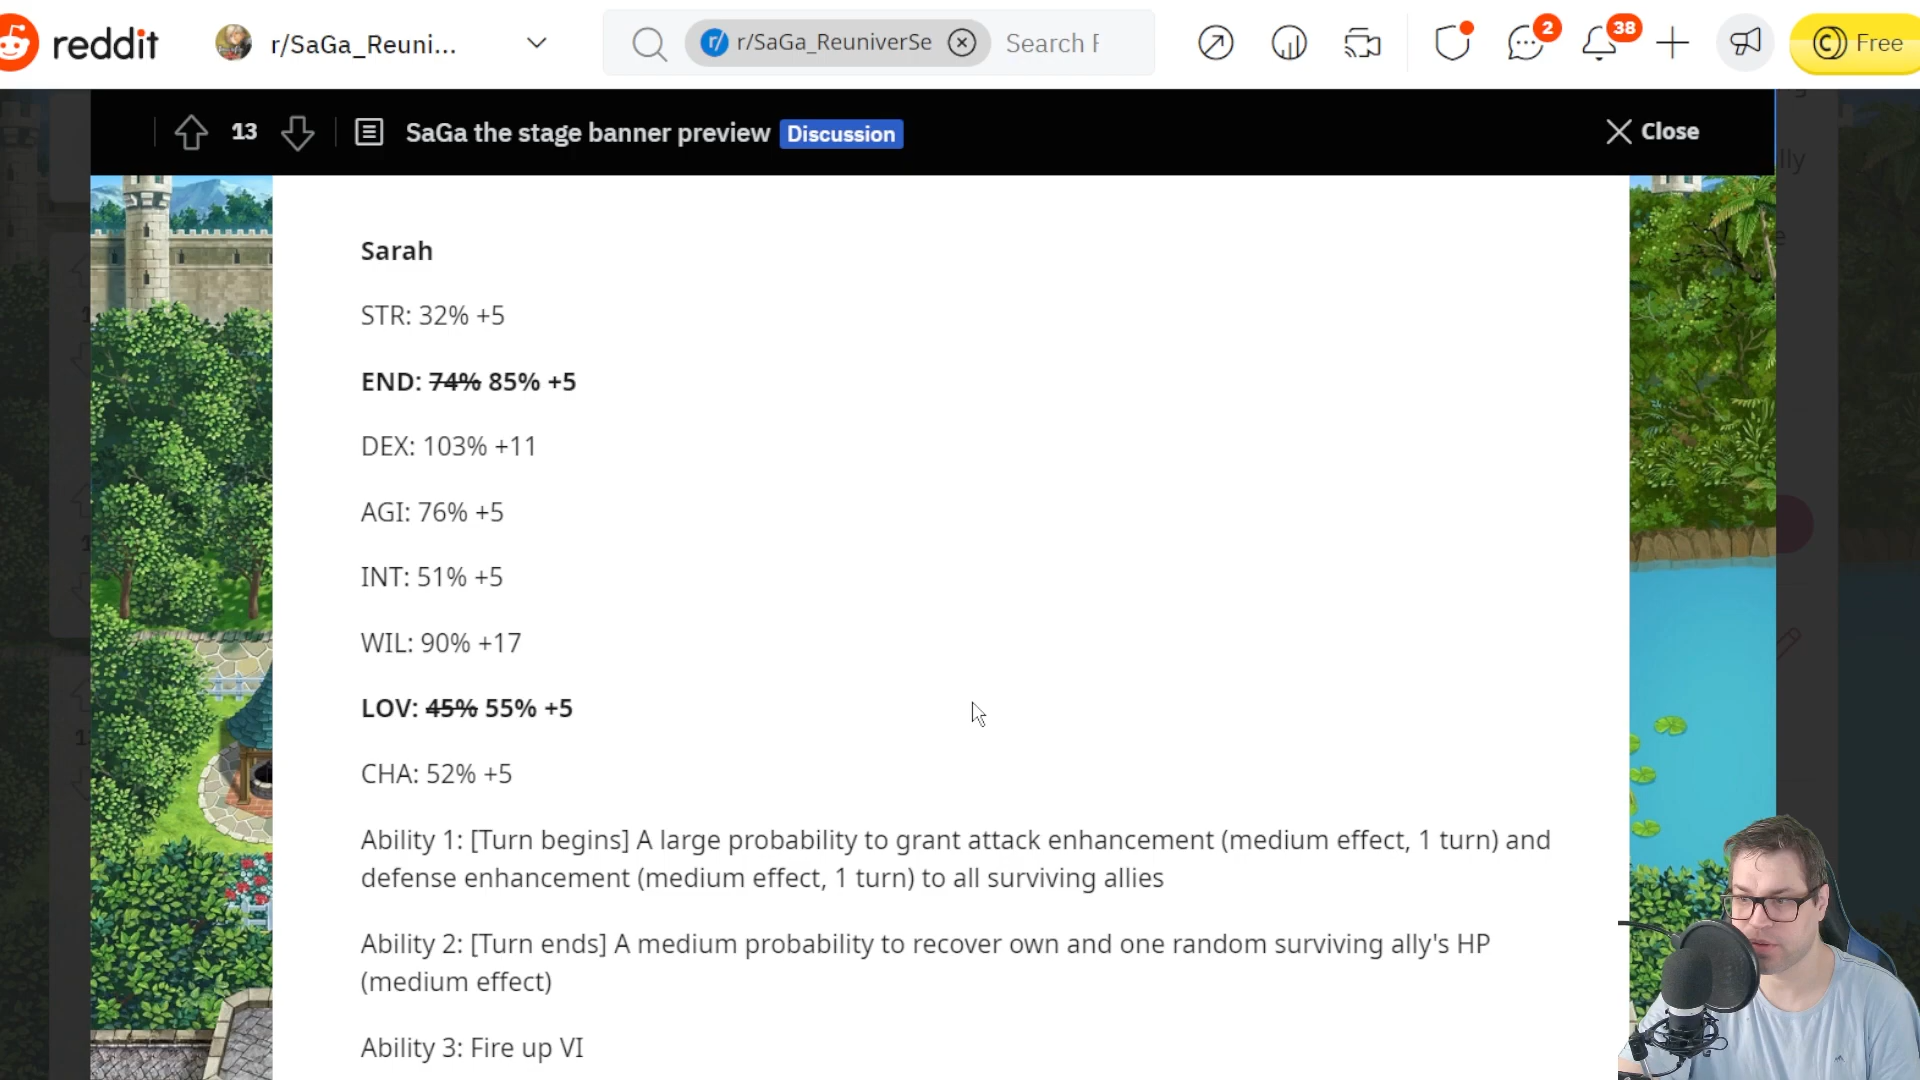 reddit
r/SaGa_Reuni...
r/ r/SaGa_ReuniverSe
Search
2
38
Free
13
SaGa the stage banner preview
Discussion
Close
lly
Sarah
STR: 32% +5
END: 74% 85% +5
DEX: 103% +11
AGI: 76% +5
INT: 51% +5
WIL: 90% +17
LOV: 45% 55% +5
CHA: 52% +5
Ability 1: [Turn begins] A large probability to grant attack enhancement (medium effect, 1 turn) and
defense enhancement (medium effect, 1 turn) to all surviving allies
Ability 2: [Turn ends] A medium probability to recover own and one random surviving ally's HP
(medium effect)
Ability 3: Fire up VI